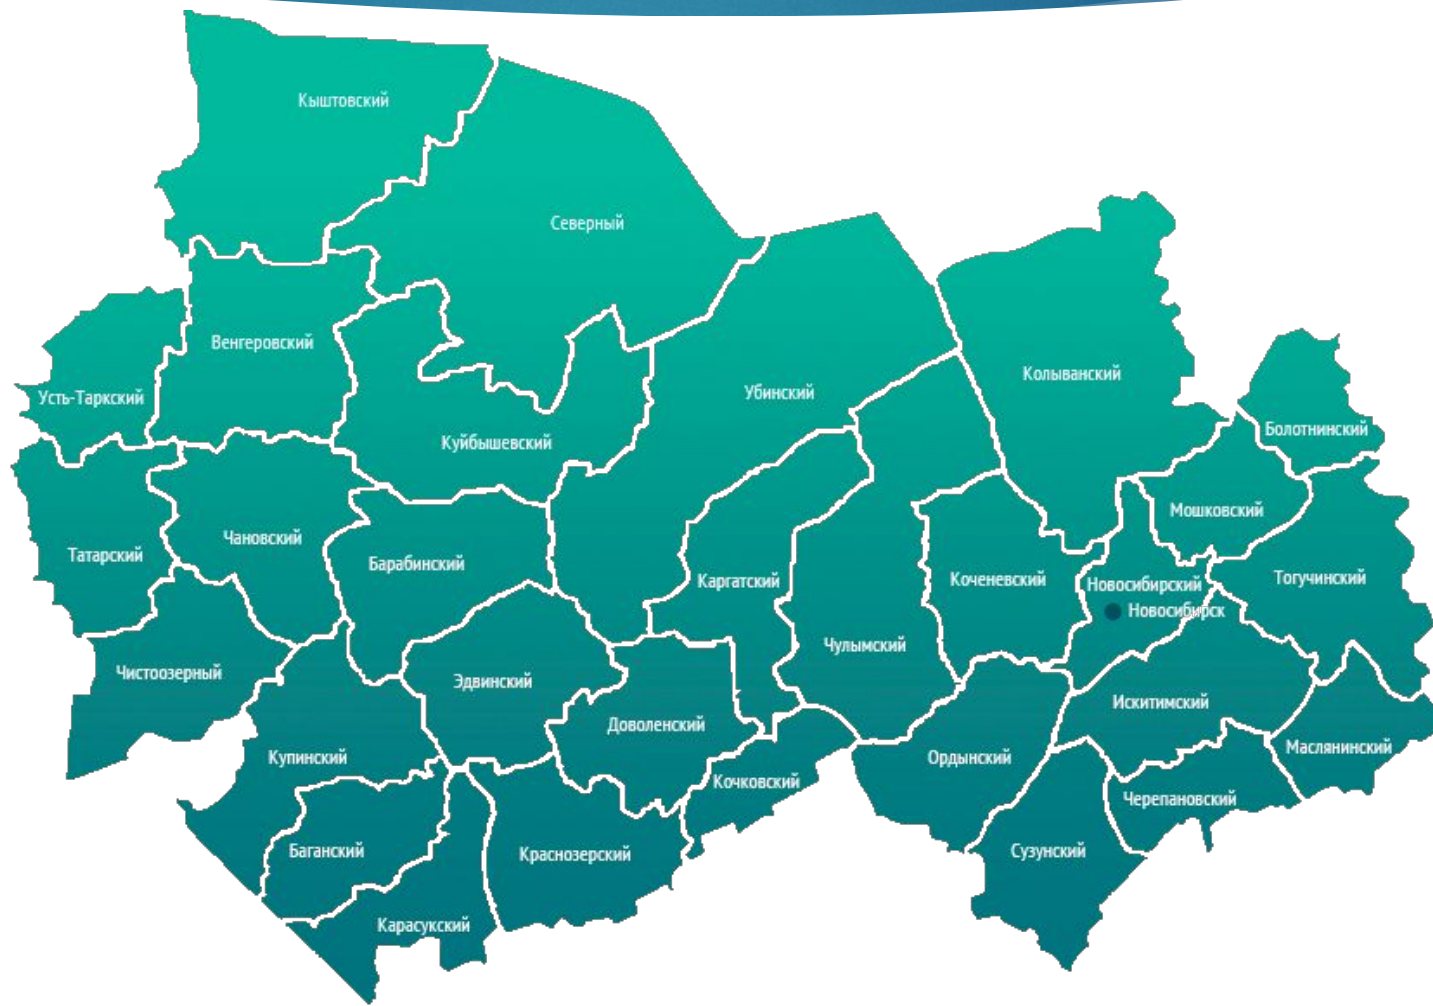 Кыштовский
Северный
Венгеровский
Колыванский
Убинский
Усть-Таркский
Болотнинский
Куйбышевский
Мошковский
Чановский
Татарский
Барабинский
Коченевский
Тогучинский
Каргатский
Новосибирский
Новосибирск
Чулымский
Чистоозерный
Эдвинский
Искитимский
Доволенский
Маслянинский
Купинский
Ордынский
Кочковский
Черепановский
Баганский
Сузунский
Краснозерский
Карасукский